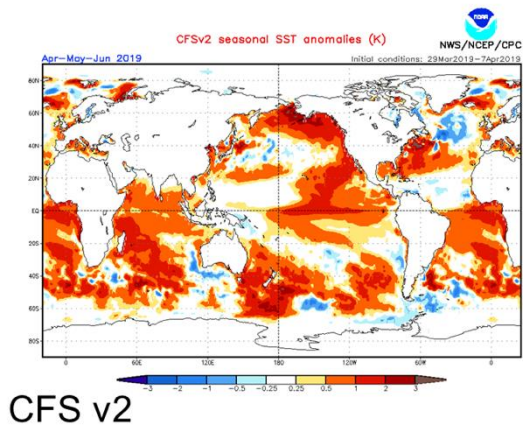 NOAA
NWS/NCEP/CPC
CFSv2 seasonal SST anomalies (K)
Apr-May-Jun 2019
Initial conditions: 29Mar2019-7Apr2019
80N
60N
40N
20N
EQ
20S
40S
60S
80S
0 60E 120E 180 120W 60W 0
-3 -2 -1 -0.5 -0.25 0.25 0.5 1 2 3
CFS v2